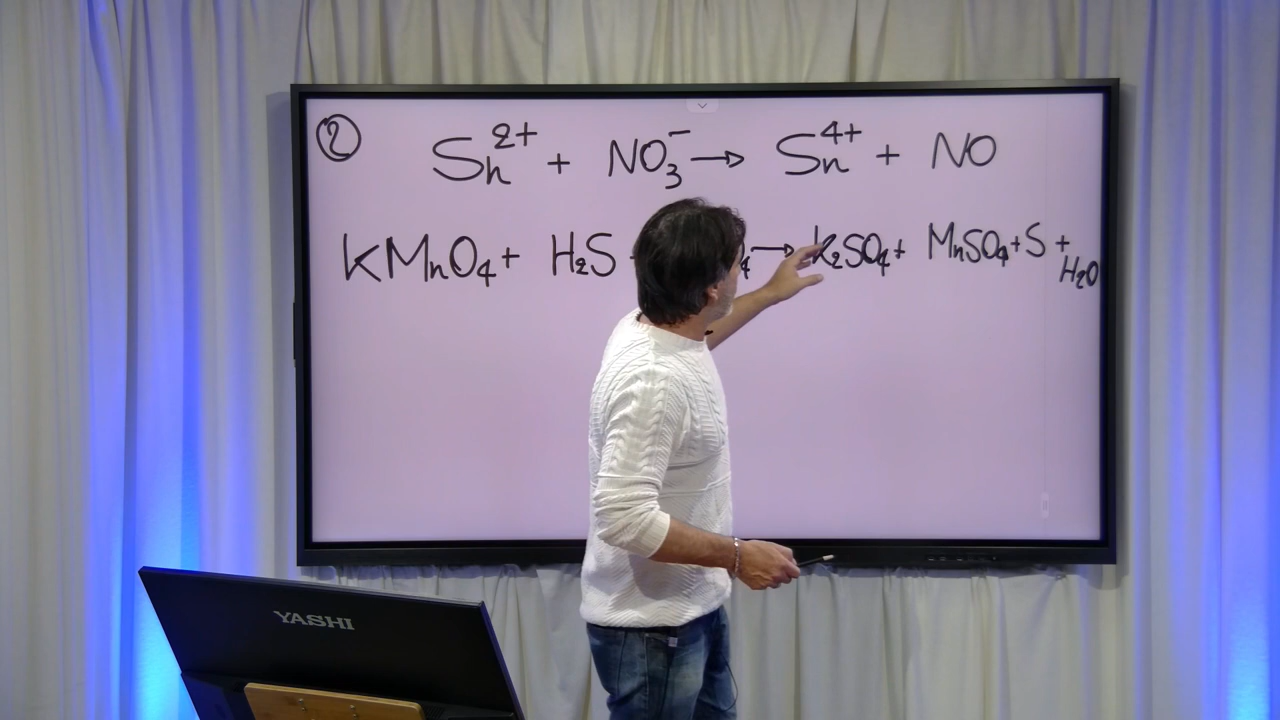 ② Sn²⁺ + NO₃⁻ → Sn⁴⁺ + NO
KMnO₄ + H₂S → K₂SO₄ + MnSO₄ + S + H₂O
YASHI